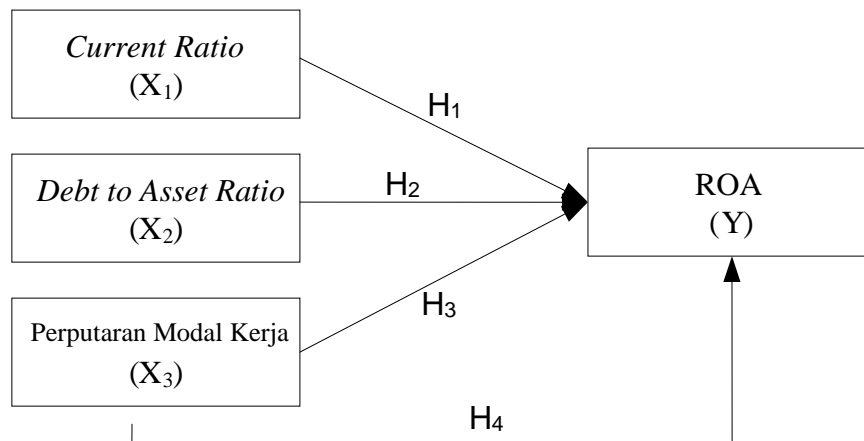 Current Ratio
(X₁)
H₁
Debt to Asset Ratio
(X₂)
H₂
ROA
(Y)
Perputaran Modal Kerja
(X₃)
H₃
H₄